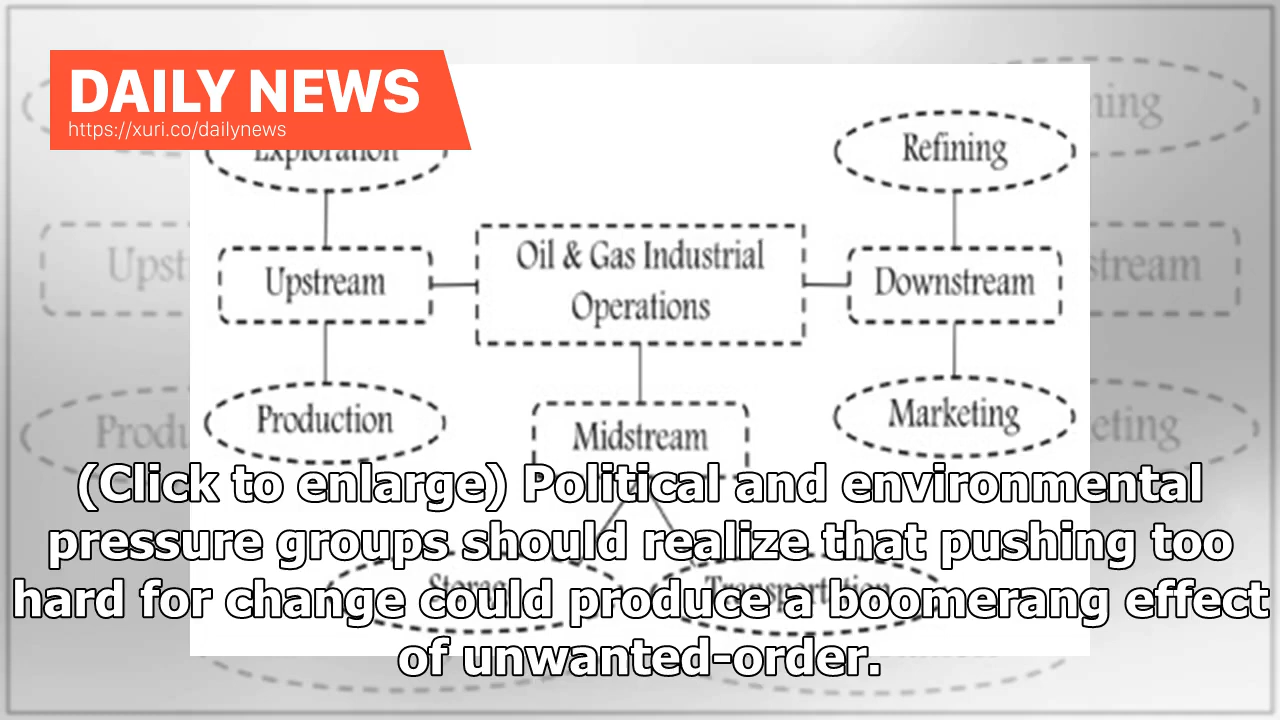 DAILY NEWS
https://xuri.co/dailynews
Exploration
Refining
Upstream
Oil & Gas Industrial
Operations
Downstream
Production
Midstream
Marketing
Storage
Transportation
(Click to enlarge) Political and environmental
pressure groups should realize that pushing too
hard for change could produce a boomerang effect
of unwanted-order.